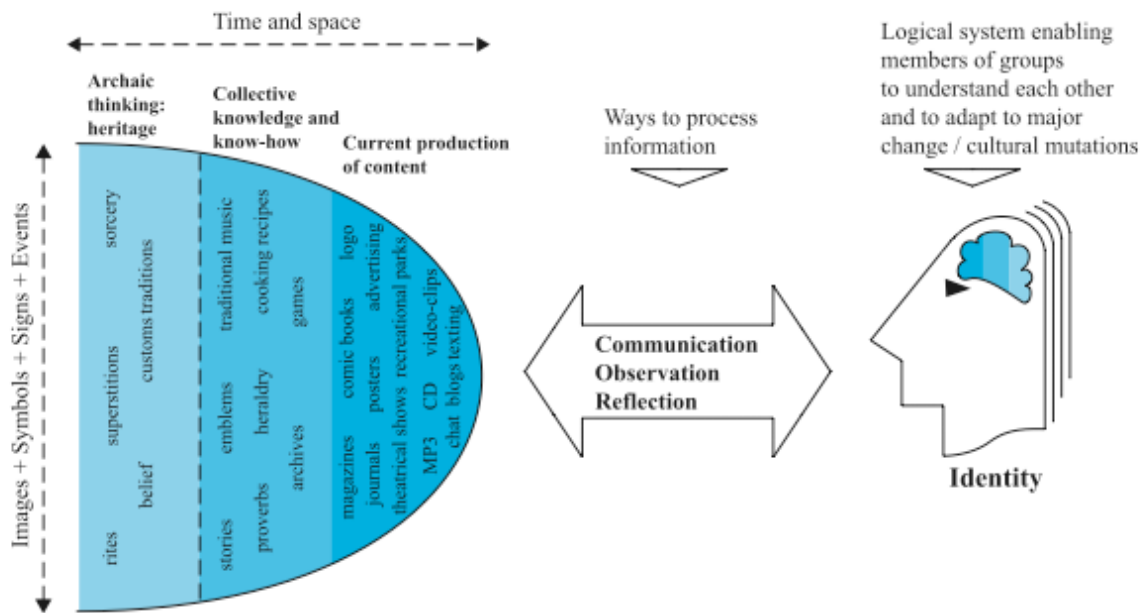 Time and space
Archaic
thinking:
heritage
Collective
knowledge and
know-how
Current production
of content
Images + Symbols + Signs + Events
rites
superstitions
sorcery
belief
customs traditions
stories
emblems
traditional music
proverbs
heraldry
cooking recipes
archives
games
magazines
comic books
logo
journals
posters
advertising
theatrical shows recreational parks
MP3
CD
video-clips
chat blogs texting
Ways to process
information
Communication
Observation
Reflection
Logical system enabling
members of groups
to understand each other
and to adapt to major
change / cultural mutations
Identity